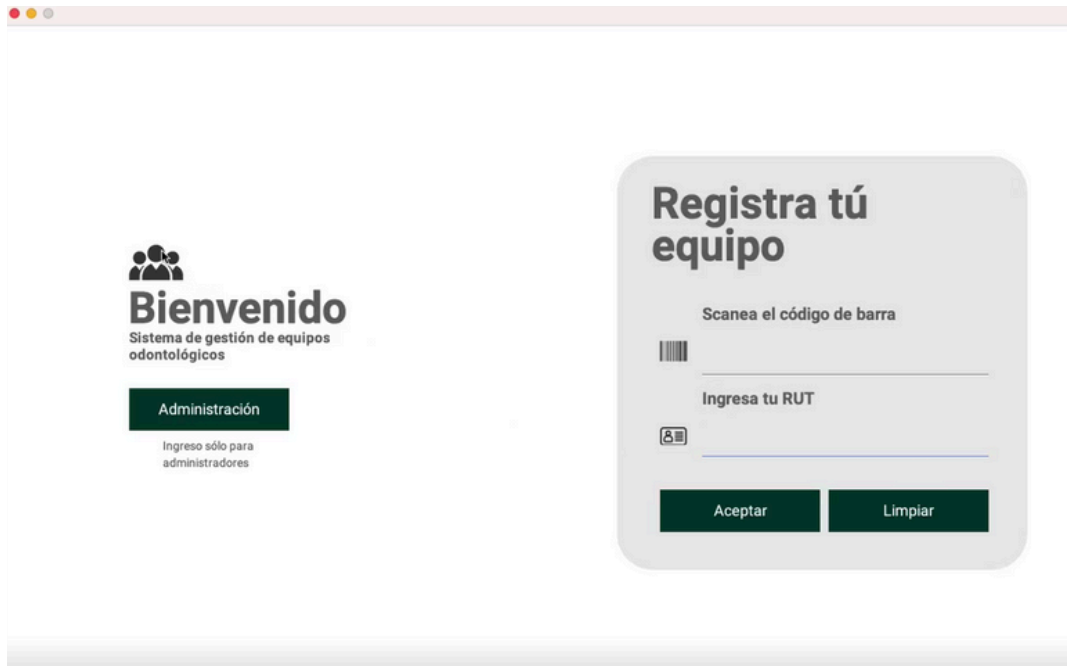 Bienvenido
Sistema de gestión de equipos
odontológicos
Administración
Ingreso sólo para
administradores
Registra tú
equipo
Scanea el código de barra
Ingresa tu RUT
Aceptar
Limpiar